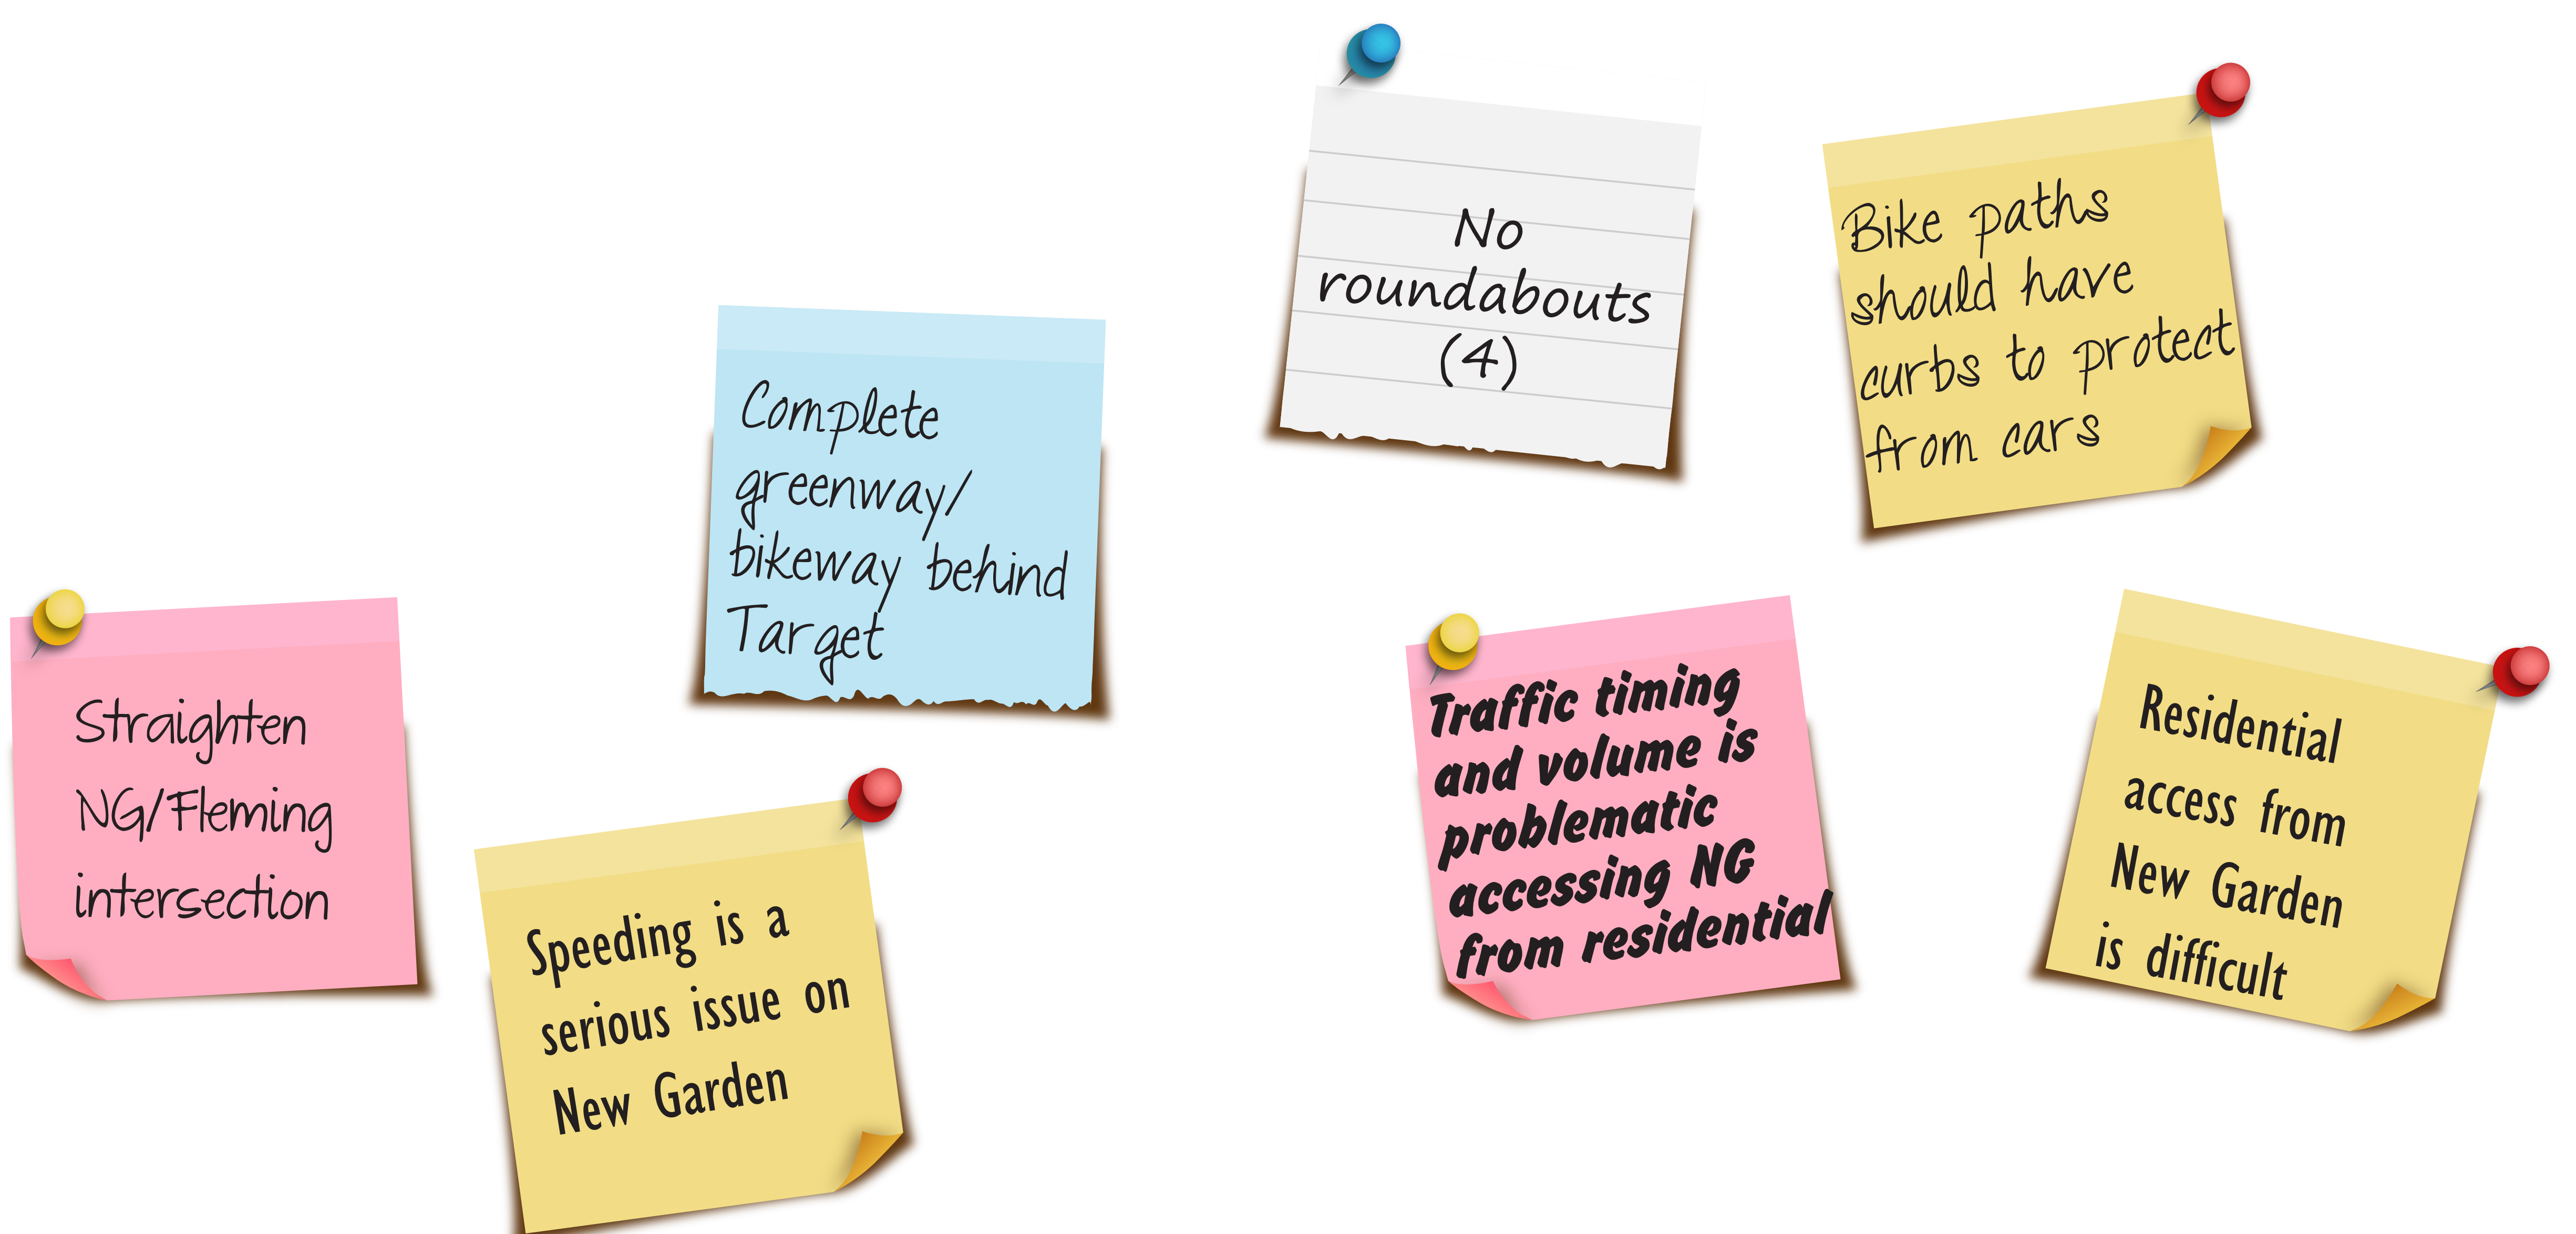 No
roundabouts
(4)
Bike paths
should have
curbs to protect
from cars
Complete
greenway/
bikeway behind
Target
Straighten
NG/Fleming
intersection
Speeding is a
serious issue on
New Garden
Traffic timing
and volume is
problematic
accessing NG
from residential
Residential
access from
New Garden
is difficult